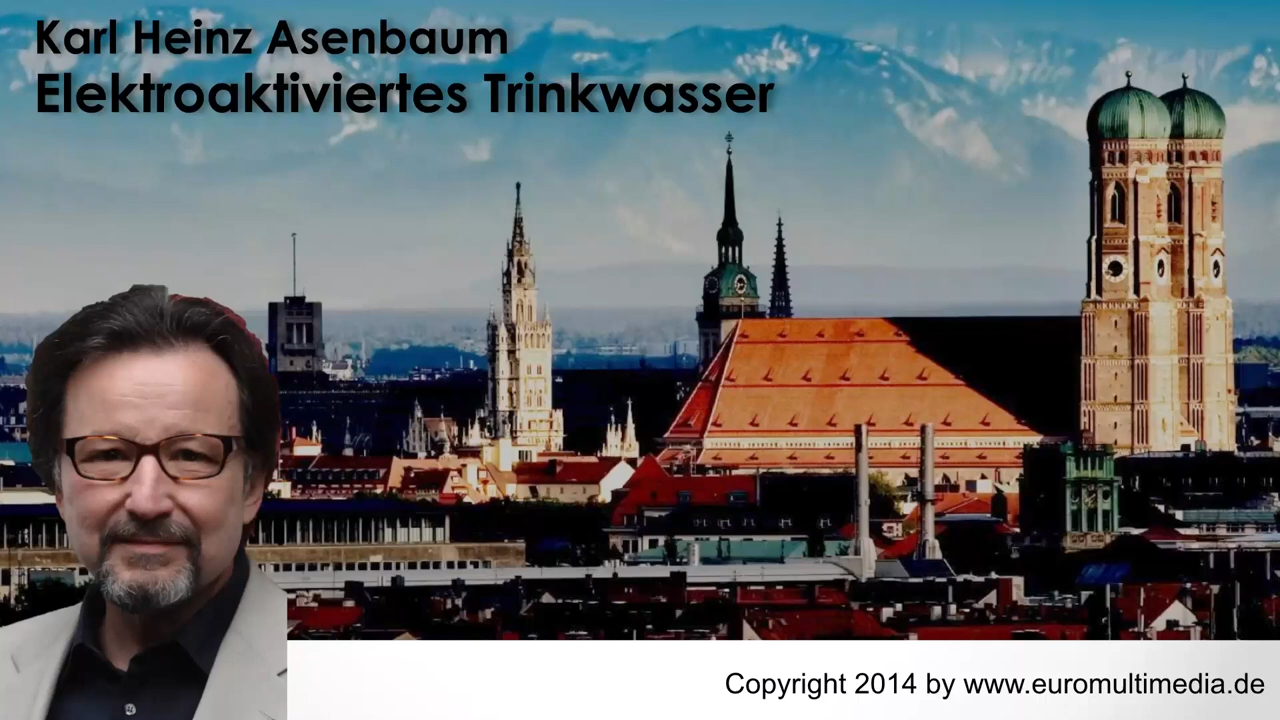 Karl Heinz Asenbaum
Elektroaktiviertes Trinkwasser
Copyright 2014 by www.euromultimedia.de